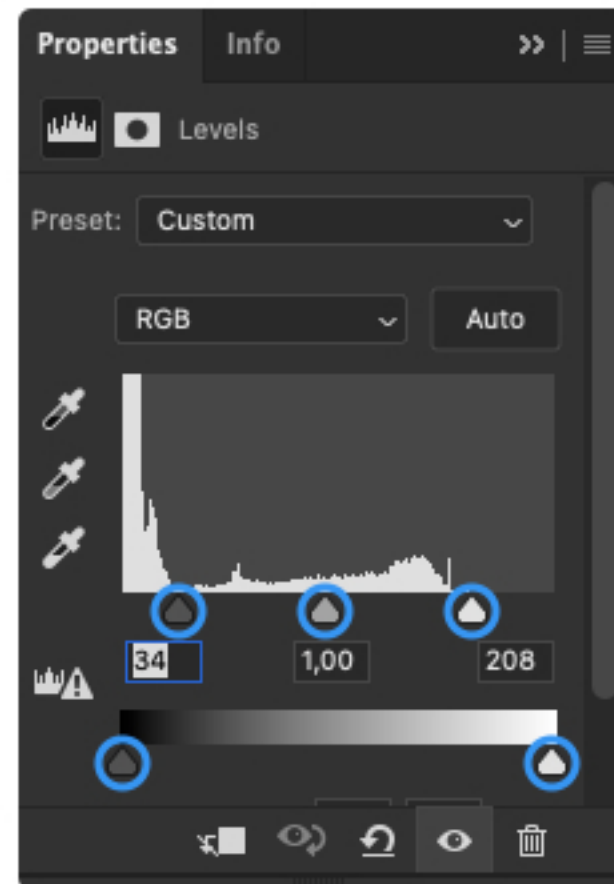 Properties Info
Levels
Preset: Custom
RGB Auto
34 1,00 208